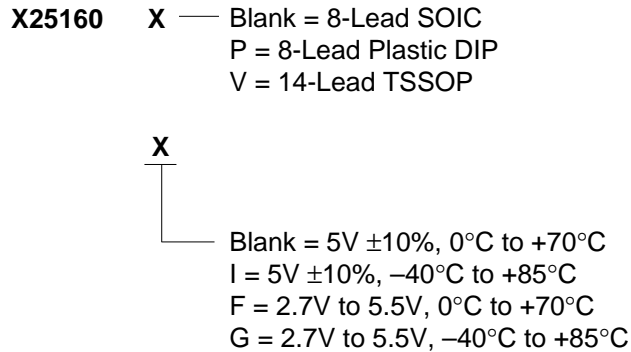 X25160 X Blank = 8-Lead SOIC
P = 8-Lead Plastic DIP
V = 14-Lead TSSOP
X
Blank = 5V ±10%, 0°C to +70°C
I = 5V ±10%, –40°C to +85°C
F = 2.7V to 5.5V, 0°C to +70°C
G = 2.7V to 5.5V, –40°C to +85°C